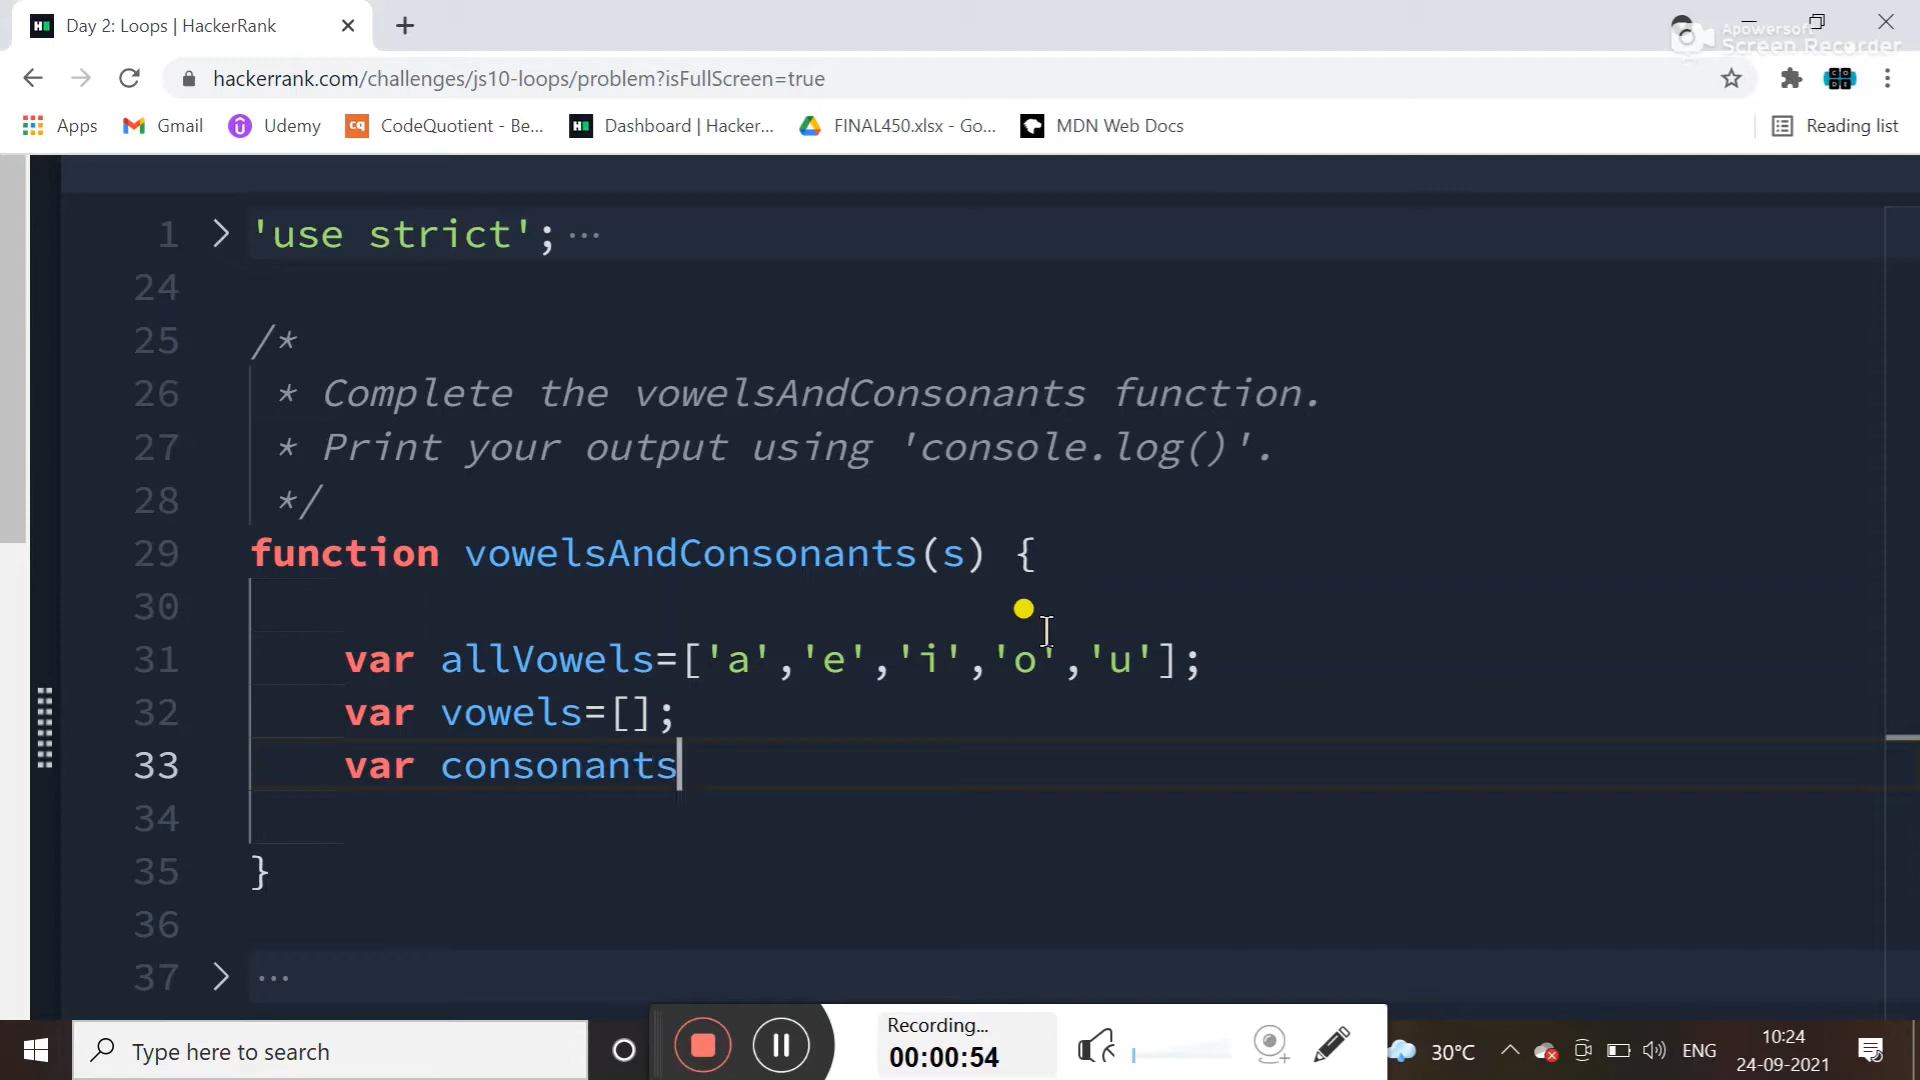 Day 2: Loops | HackerRank
Apowersoft
Screen Recorder
hackerrank.com/challenges/js10-loops/problem?isFullScreen=true
Apps Gmail Udemy CodeQuotient - Be... Dashboard | Hacker... FINAL450.xlsx - Go... MDN Web Docs Reading list
1 'use strict';···
24
25 /*
26 * Complete the vowelsAndConsonants function.
27 * Print your output using 'console.log()'.
28 */
29 function vowelsAndConsonants(s) {
30
31 var allVowels=['a','e','i','o','u'];
32 var vowels=[];
33 var consonants
34
35 }
36
37 ···
Type here to search
Recording...
00:00:54
30°C
ENG
10:24
24-09-2021